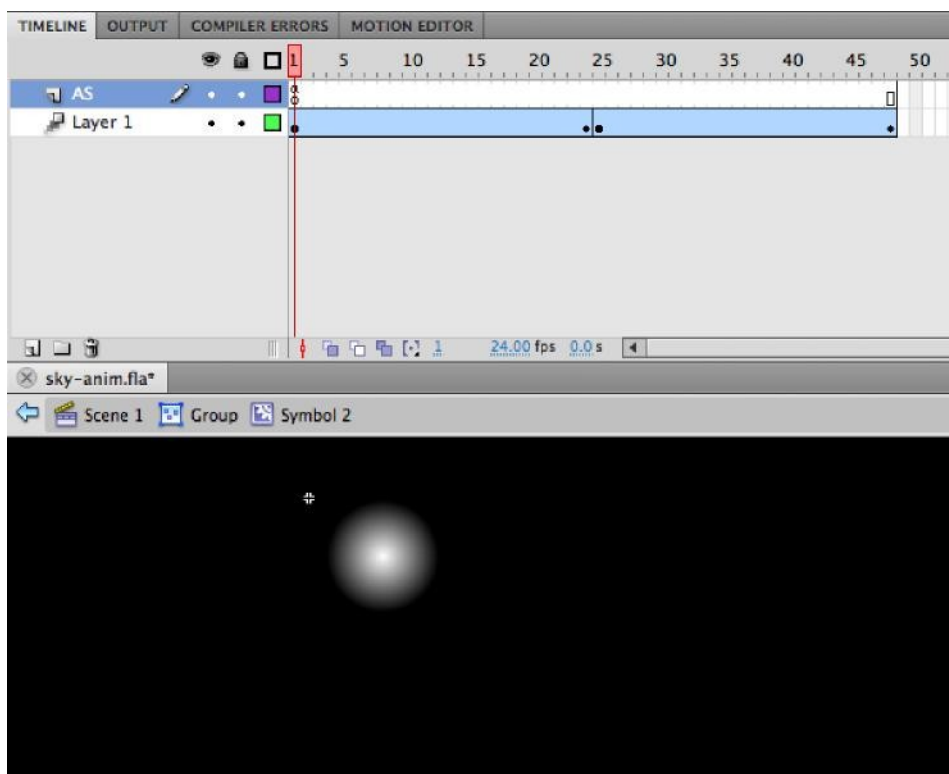 TIMELINE OUTPUT COMPILER ERRORS MOTION EDITOR
1 5 10 15 20 25 30 35 40 45 50
AS
Layer 1
1 24.00 fps 0.0 s
sky-anim.fla*
Scene 1 Group Symbol 2